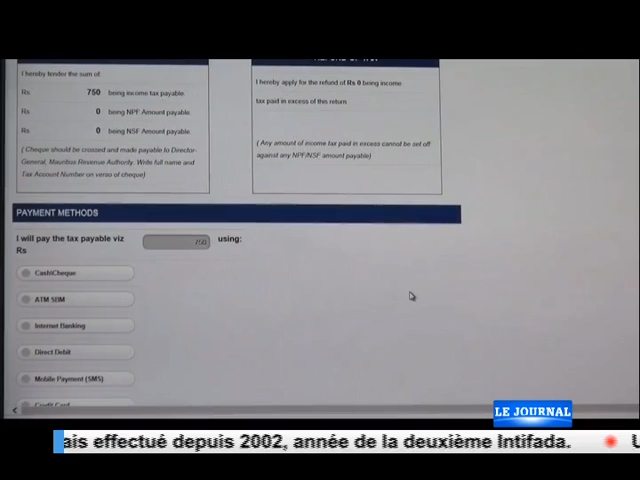 I hereby tender the sum of
Rs 750 being income tax payable.
Rs 0 being NPF Amount payable.
Rs 0 being NSF Amount payable.
( Cheque should be crossed and made payable to Director-
General, Mauritius Revenue Authority. Write full name and
Tax Account Number on verso of cheque)
I hereby apply for the refund of Rs 0 being income
tax paid in excess of this return
( Any amount of income tax paid in excess cannot be set off
against any NPF/NSF amount payable)
PAYMENT METHODS
I will pay the tax payable viz
Rs 750 using:
Cash\Cheque
ATM SBM
Internet Banking
Direct Debit
Mobile Payment (SMS)
Credit Card
LE JOURNAL
ais effectué depuis 2002, année de la deuxième Intifada.